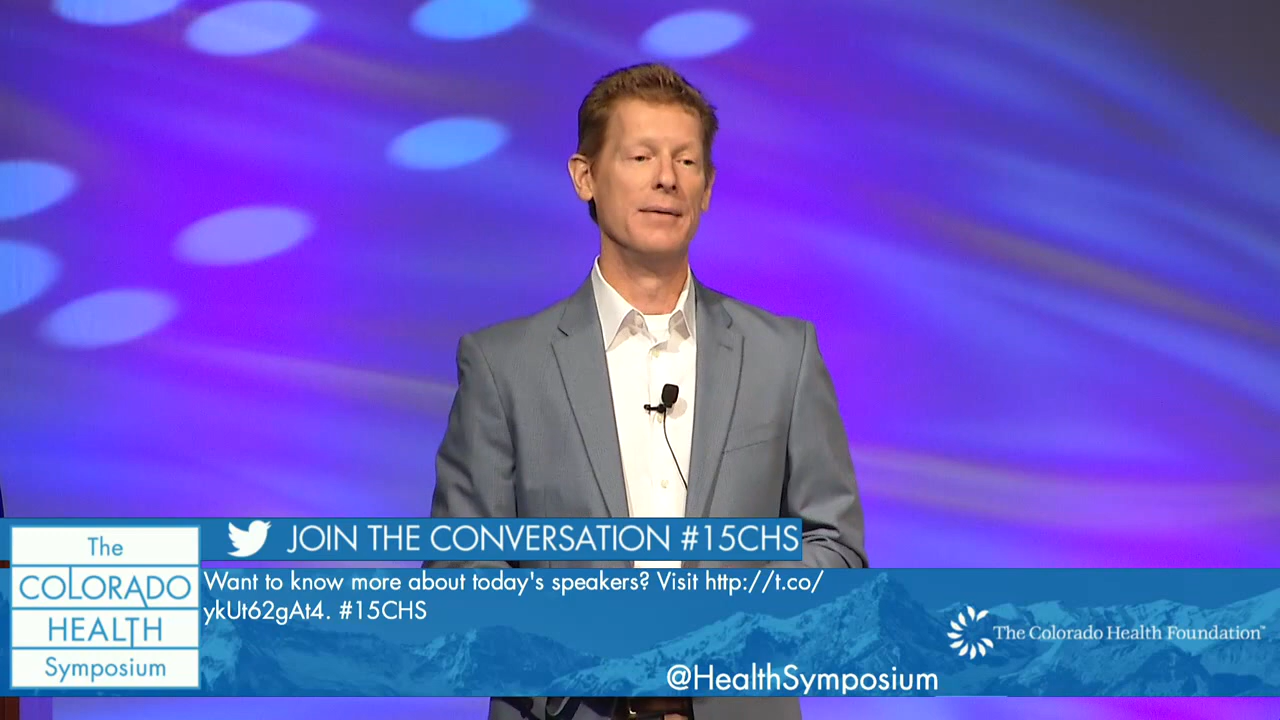 JOIN THE CONVERSATION #15CHS
The
COLORADO
HEALTH
Symposium
Want to know more about today's speakers? Visit http://t.co/
ykUt62gAt4. #15CHS
The Colorado Health Foundation™
@HealthSymposium